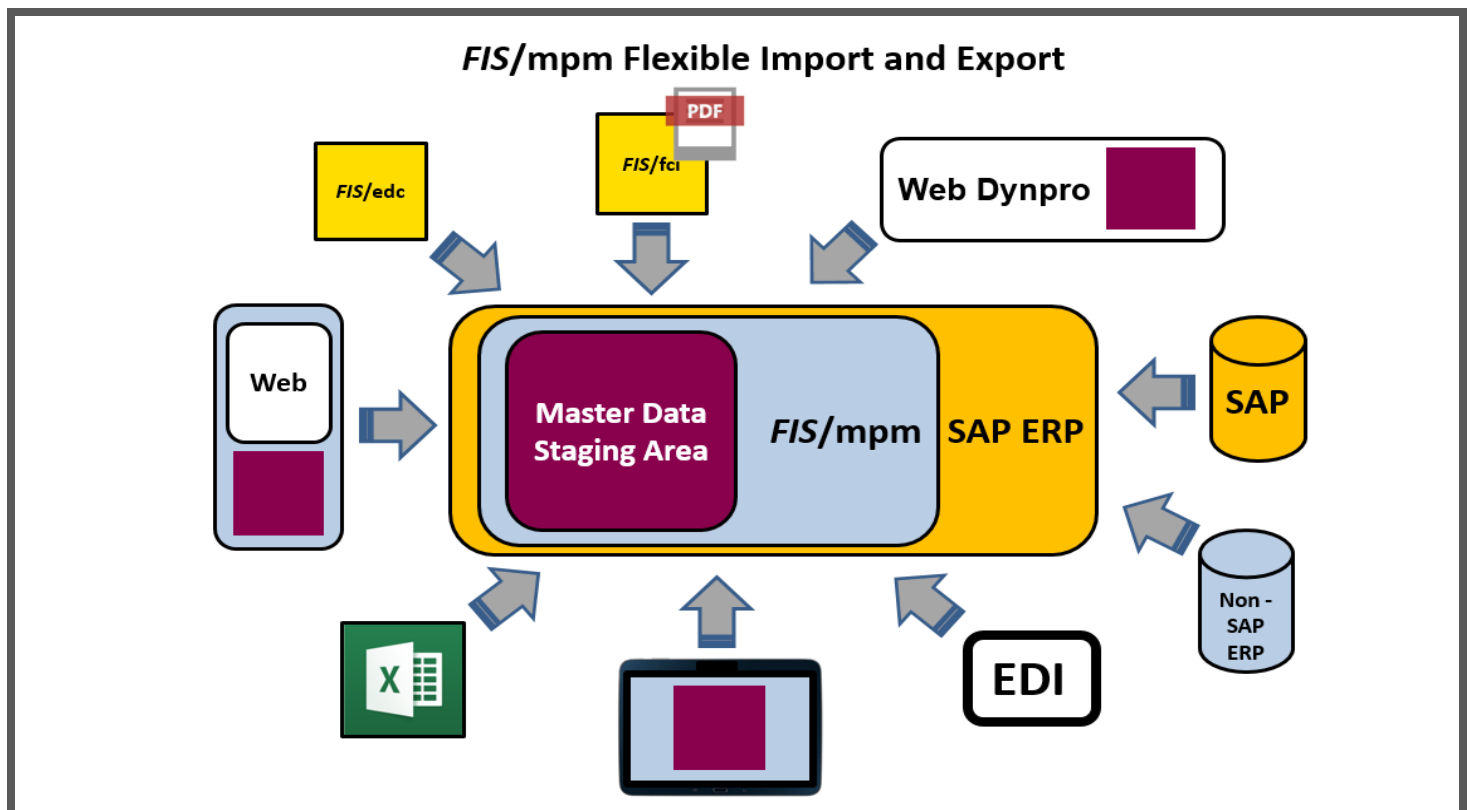 FIS/mpm Flexible Import and Export
PDF
FIS/edc
FIS/fci
Web Dynpro
Web
Master Data
Staging Area
FIS/mpm
SAP ERP
SAP
Non -
SAP
ERP
X
EDI